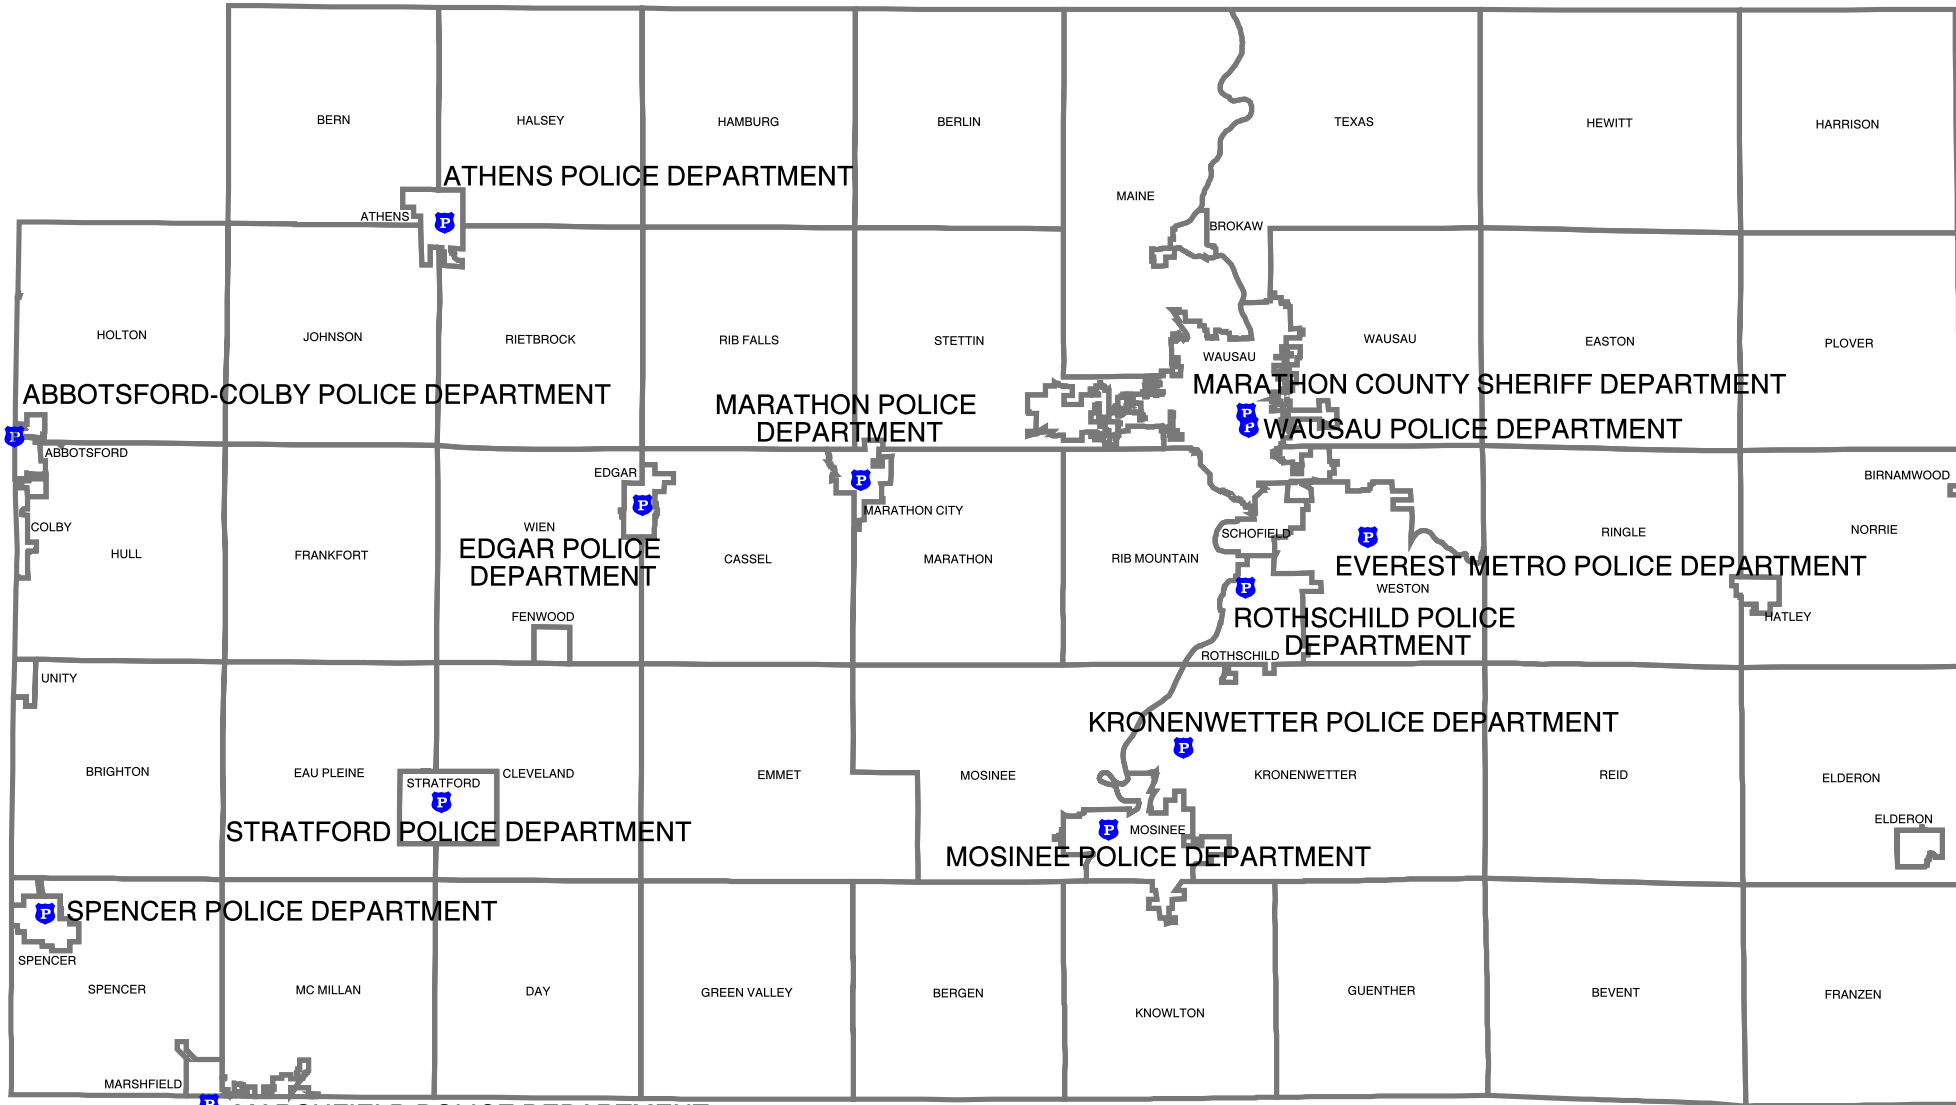 BERN
HALSEY
HAMBURG
BERLIN
TEXAS
HEWITT
HARRISON
ATHENS POLICE DEPARTMENT
MAINE
ATHENS
P
BROKAW
HOLTON
JOHNSON
RIETBROCK
RIB FALLS
STETTIN
WAUSAU
WAUSAU
EASTON
PLOVER
ABBOTSFORD-COLBY POLICE DEPARTMENT
MARATHON COUNTY SHERIFF DEPARTMENT
MARATHON POLICE
DEPARTMENT
P
P
WAUSAU POLICE DEPARTMENT
P
ABBOTSFORD
EDGAR
P
BIRNAMWOOD
P
MARATHON CITY
COLBY
WIEN
SCHOFIELD
P
RINGLE
NORRIE
HULL
FRANKFORT
EDGAR POLICE
DEPARTMENT
CASSEL
MARATHON
RIB MOUNTAIN
EVEREST METRO POLICE DEPARTMENT
P
WESTON
FENWOOD
ROTHSCHILD POLICE
DEPARTMENT
HATLEY
ROTHSCHILD
UNITY
KRONENWETTER POLICE DEPARTMENT
P
BRIGHTON
EAU PLEINE
STRATFORD
CLEVELAND
EMMET
MOSINEE
KRONENWETTER
REID
ELDERON
P
STRATFORD POLICE DEPARTMENT
P
MOSINEE
ELDERON
MOSINEE POLICE DEPARTMENT
P
SPENCER POLICE DEPARTMENT
SPENCER
SPENCER
MC MILLAN
DAY
GREEN VALLEY
BERGEN
KNOWLTON
GUENTHER
BEVENT
FRANZEN
MARSHFIELD
P